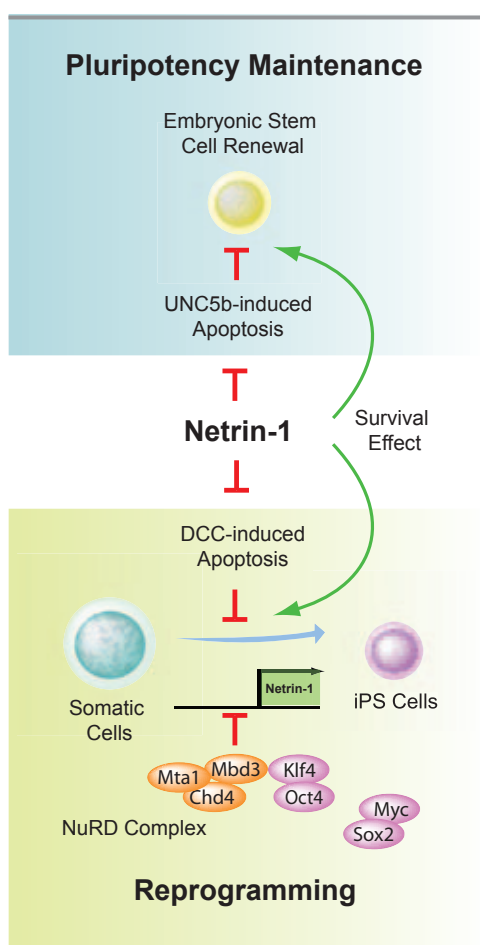 Pluripotency Maintenance
Embryonic Stem
Cell Renewal
UNC5b-induced
Apoptosis
Netrin-1
Survival
Effect
DCC-induced
Apoptosis
Somatic
Cells
Netrin-1
iPS Cells
Mta1
Mbd3
Chd4
Klf4
Oct4
Myc
Sox2
NuRD Complex
Reprogramming